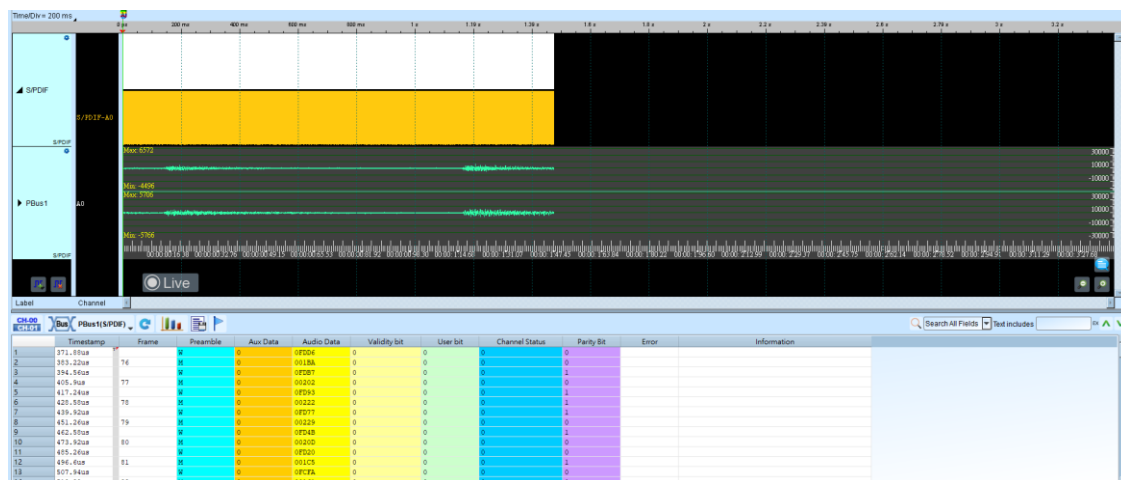 Time/Div = 200 ms
0 ps 200 ms 400 ms 600 ms 800 ms 1 s 1.19 s 1.39 s 1.6 s 1.8 s 2 s 2.2 s 2.39 s 2.6 s 2.79 s 3 s 3.2 s
S/PDIF
S/PDIF-A0
S/PDIF
Max: 6572
30000
10000
-10000
Min: -4496
Max: 5706
PBus1
A0
30000
10000
-10000
Min: -5766
-30000
S/PDIF
Live
Label Channel
CH-00
CH-01
Bus
PBus1(S/PDIF)
Search All Fields
Text includes
Timestamp Frame Preamble Aux Data Audio Data Validity bit User bit Channel Status Parity Bit Error Information
1 371.88us W 0 0FDD6 0 0 0 0
2 383.22us 76 M 0 001BA 0 0 0 0
3 394.56us W 0 0FDB7 0 0 0 1
4 405.9us 77 M 0 00202 0 0 0 0
5 417.24us W 0 0FD93 0 0 0 1
6 428.58us 78 M 0 00222 0 0 0 1
7 439.92us W 0 0FD77 0 0 0 1
8 451.26us 79 M 0 00229 0 0 0 0
9 462.58us W 0 0FD4B 0 0 0 1
10 473.92us 80 M 0 0020D 0 0 0 0
11 485.26us W 0 0FD20 0 0 0 0
12 496.6us 81 M 0 001C5 0 0 0 1
13 507.94us W 0 0FCFA 0 0 0 0